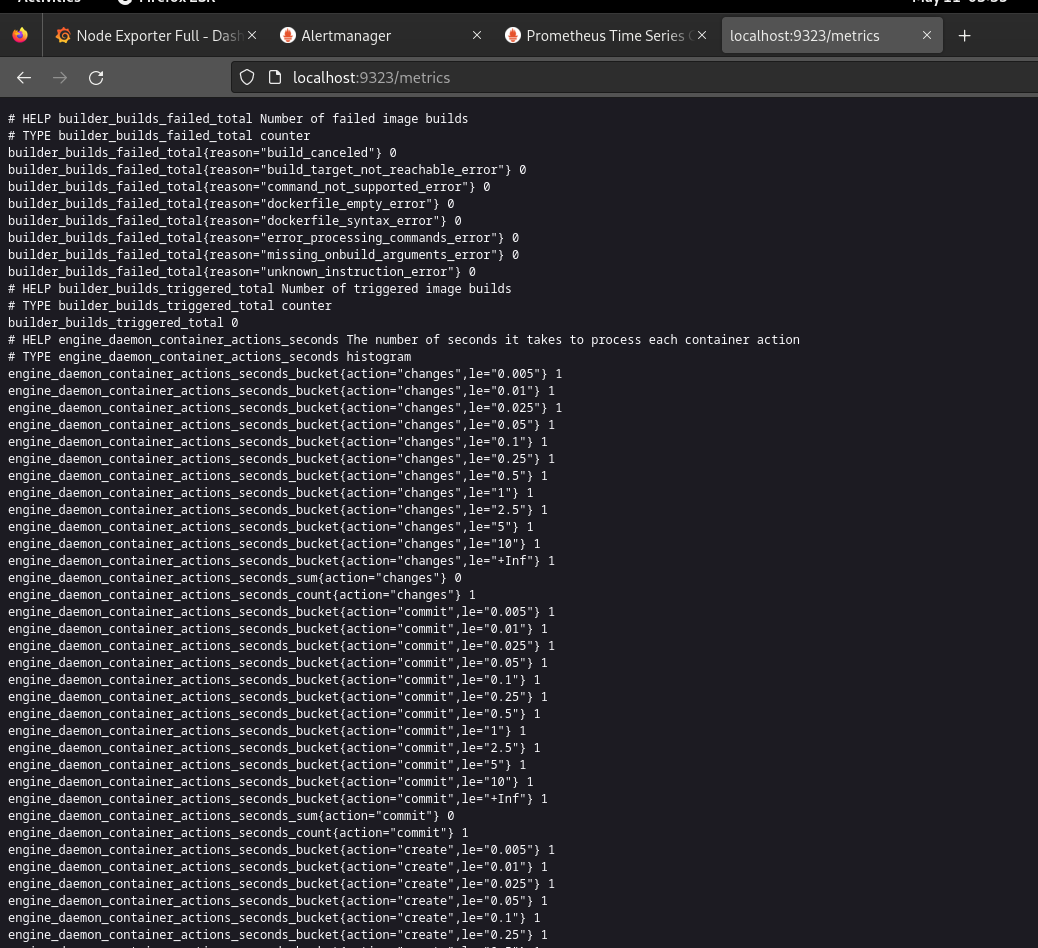 Node Exporter Full - Dash
Alertmanager
Prometheus Time Series
localhost:9323/metrics
localhost:9323/metrics
# HELP builder_builds_failed_total Number of failed image builds
# TYPE builder_builds_failed_total counter
builder_builds_failed_total{reason="build_canceled"} 0
builder_builds_failed_total{reason="build_target_not_reachable_error"} 0
builder_builds_failed_total{reason="command_not_supported_error"} 0
builder_builds_failed_total{reason="dockerfile_empty_error"} 0
builder_builds_failed_total{reason="dockerfile_syntax_error"} 0
builder_builds_failed_total{reason="error_processing_commands_error"} 0
builder_builds_failed_total{reason="missing_onbuild_arguments_error"} 0
builder_builds_failed_total{reason="unknown_instruction_error"} 0
# HELP builder_builds_triggered_total Number of triggered image builds
# TYPE builder_builds_triggered_total counter
builder_builds_triggered_total 0
# HELP engine_daemon_container_actions_seconds The number of seconds it takes to process each container action
# TYPE engine_daemon_container_actions_seconds histogram
engine_daemon_container_actions_seconds_bucket{action="changes",le="0.005"} 1
engine_daemon_container_actions_seconds_bucket{action="changes",le="0.01"} 1
engine_daemon_container_actions_seconds_bucket{action="changes",le="0.025"} 1
engine_daemon_container_actions_seconds_bucket{action="changes",le="0.05"} 1
engine_daemon_container_actions_seconds_bucket{action="changes",le="0.1"} 1
engine_daemon_container_actions_seconds_bucket{action="changes",le="0.25"} 1
engine_daemon_container_actions_seconds_bucket{action="changes",le="0.5"} 1
engine_daemon_container_actions_seconds_bucket{action="changes",le="1"} 1
engine_daemon_container_actions_seconds_bucket{action="changes",le="2.5"} 1
engine_daemon_container_actions_seconds_bucket{action="changes",le="5"} 1
engine_daemon_container_actions_seconds_bucket{action="changes",le="10"} 1
engine_daemon_container_actions_seconds_bucket{action="changes",le="+Inf"} 1
engine_daemon_container_actions_seconds_sum{action="changes"} 0
engine_daemon_container_actions_seconds_count{action="changes"} 1
engine_daemon_container_actions_seconds_bucket{action="commit",le="0.005"} 1
engine_daemon_container_actions_seconds_bucket{action="commit",le="0.01"} 1
engine_daemon_container_actions_seconds_bucket{action="commit",le="0.025"} 1
engine_daemon_container_actions_seconds_bucket{action="commit",le="0.05"} 1
engine_daemon_container_actions_seconds_bucket{action="commit",le="0.1"} 1
engine_daemon_container_actions_seconds_bucket{action="commit",le="0.25"} 1
engine_daemon_container_actions_seconds_bucket{action="commit",le="0.5"} 1
engine_daemon_container_actions_seconds_bucket{action="commit",le="1"} 1
engine_daemon_container_actions_seconds_bucket{action="commit",le="2.5"} 1
engine_daemon_container_actions_seconds_bucket{action="commit",le="5"} 1
engine_daemon_container_actions_seconds_bucket{action="commit",le="10"} 1
engine_daemon_container_actions_seconds_bucket{action="commit",le="+Inf"} 1
engine_daemon_container_actions_seconds_sum{action="commit"} 0
engine_daemon_container_actions_seconds_count{action="commit"} 1
engine_daemon_container_actions_seconds_bucket{action="create",le="0.005"} 1
engine_daemon_container_actions_seconds_bucket{action="create",le="0.01"} 1
engine_daemon_container_actions_seconds_bucket{action="create",le="0.025"} 1
engine_daemon_container_actions_seconds_bucket{action="create",le="0.05"} 1
engine_daemon_container_actions_seconds_bucket{action="create",le="0.1"} 1
engine_daemon_container_actions_seconds_bucket{action="create",le="0.25"} 1